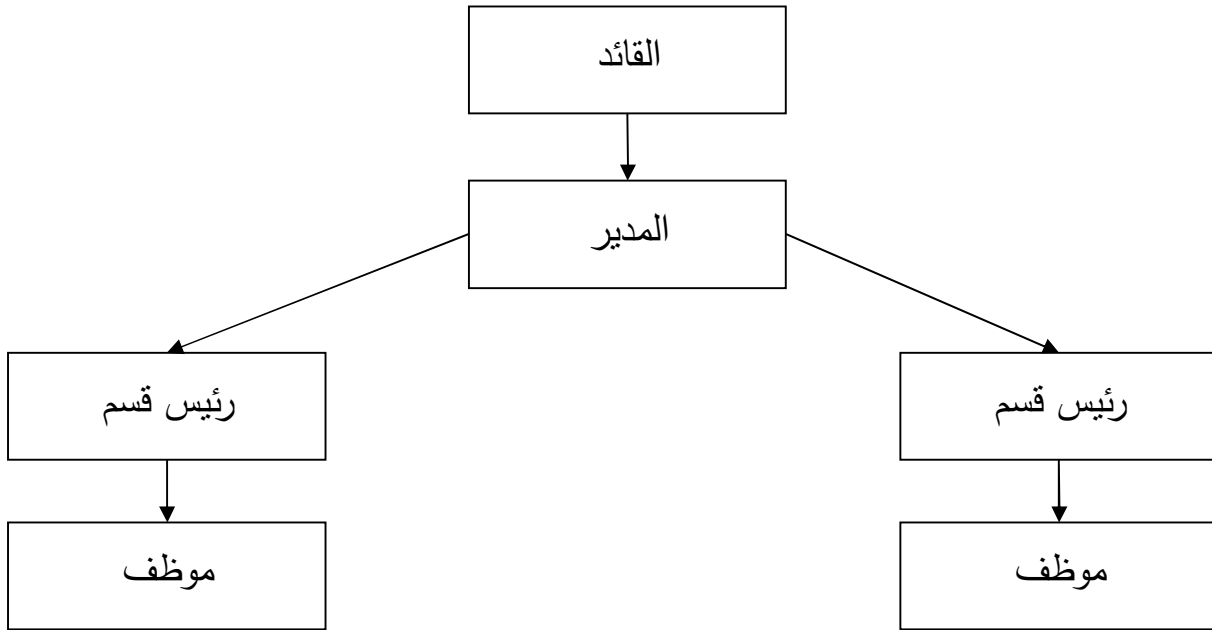 القائد
المدير
رئيس قسم
رئيس قسم
موظف
موظف